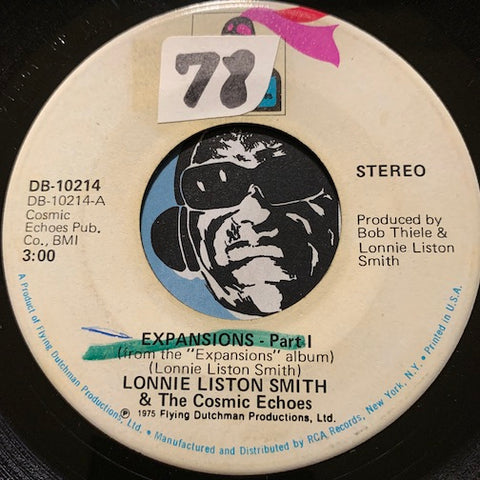 78
DB-10214
DB-10214-A
Cosmic
Echoes Pub.
Co., BMI
3:00
STEREO
Produced by
Bob Thiele &
Lonnie Liston
Smith
EXPANSIONS - Part I
(from the "Expansions" album)
(Lonnie Liston Smith)
LONNIE LISTON SMITH
& The Cosmic Echoes
℗ 1975 Flying Dutchman Productions, Ltd.
A Product of Flying Dutchman Productions, Ltd. • Manufactured and Distributed by RCA Records, New York, N.Y. • Printed in U.S.A.